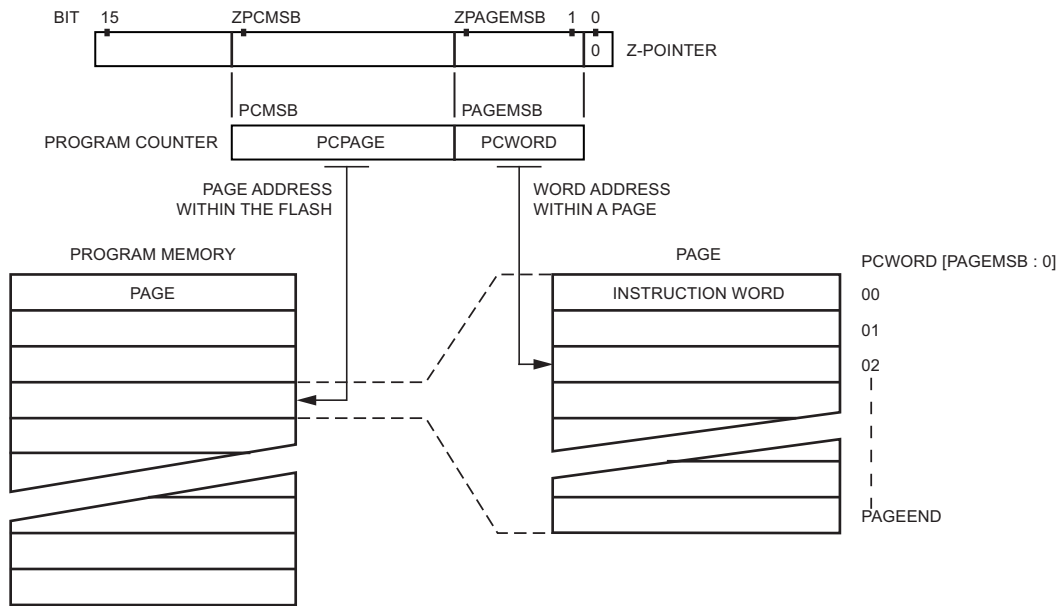 BIT 15 ZPCMSB ZPAGEMSB 1 0
0 Z-POINTER
PCMSB PAGEMSB
PROGRAM COUNTER PCPAGE PCWORD
PAGE ADDRESS
WITHIN THE FLASH
WORD ADDRESS
WITHIN A PAGE
PROGRAM MEMORY PAGE PCWORD [PAGEMSB : 0]
PAGE INSTRUCTION WORD 00
01
02
PAGEEND